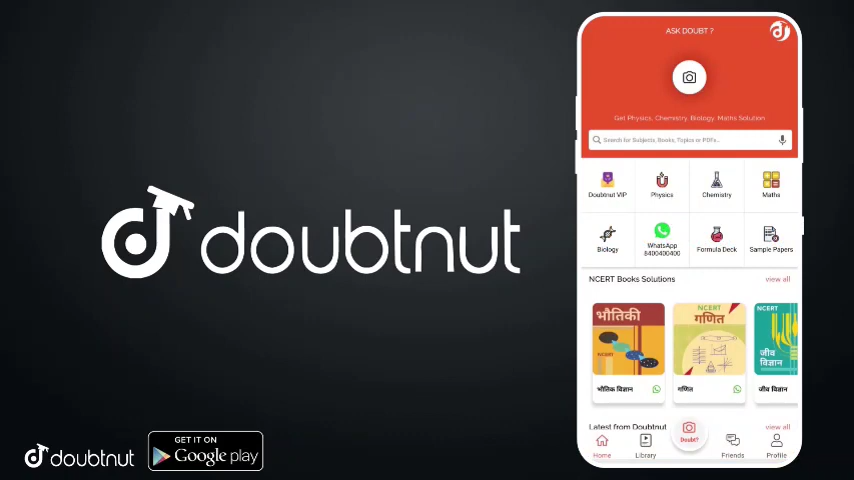 doubtnut
doubtnut
GET IT ON
Google play
ASK DOUBT ?
Get Physics, Chemistry, Biology, Maths Solution
Search for Subjects, Books, Topics or PDFs...
Doubtnut VIP
Physics
Chemistry
Maths
Biology
WhatsApp
8400400400
Formula Deck
Sample Papers
NCERT Books Solutions
view all
भौतिकी
NCERT
भौतिक विज्ञान
NCERT
गणित
गणित
NCERT
जीव
विज्ञान
जीव विज्ञान
Latest from Doubtnut
view all
Home
Library
Doubt?
Friends
Profile